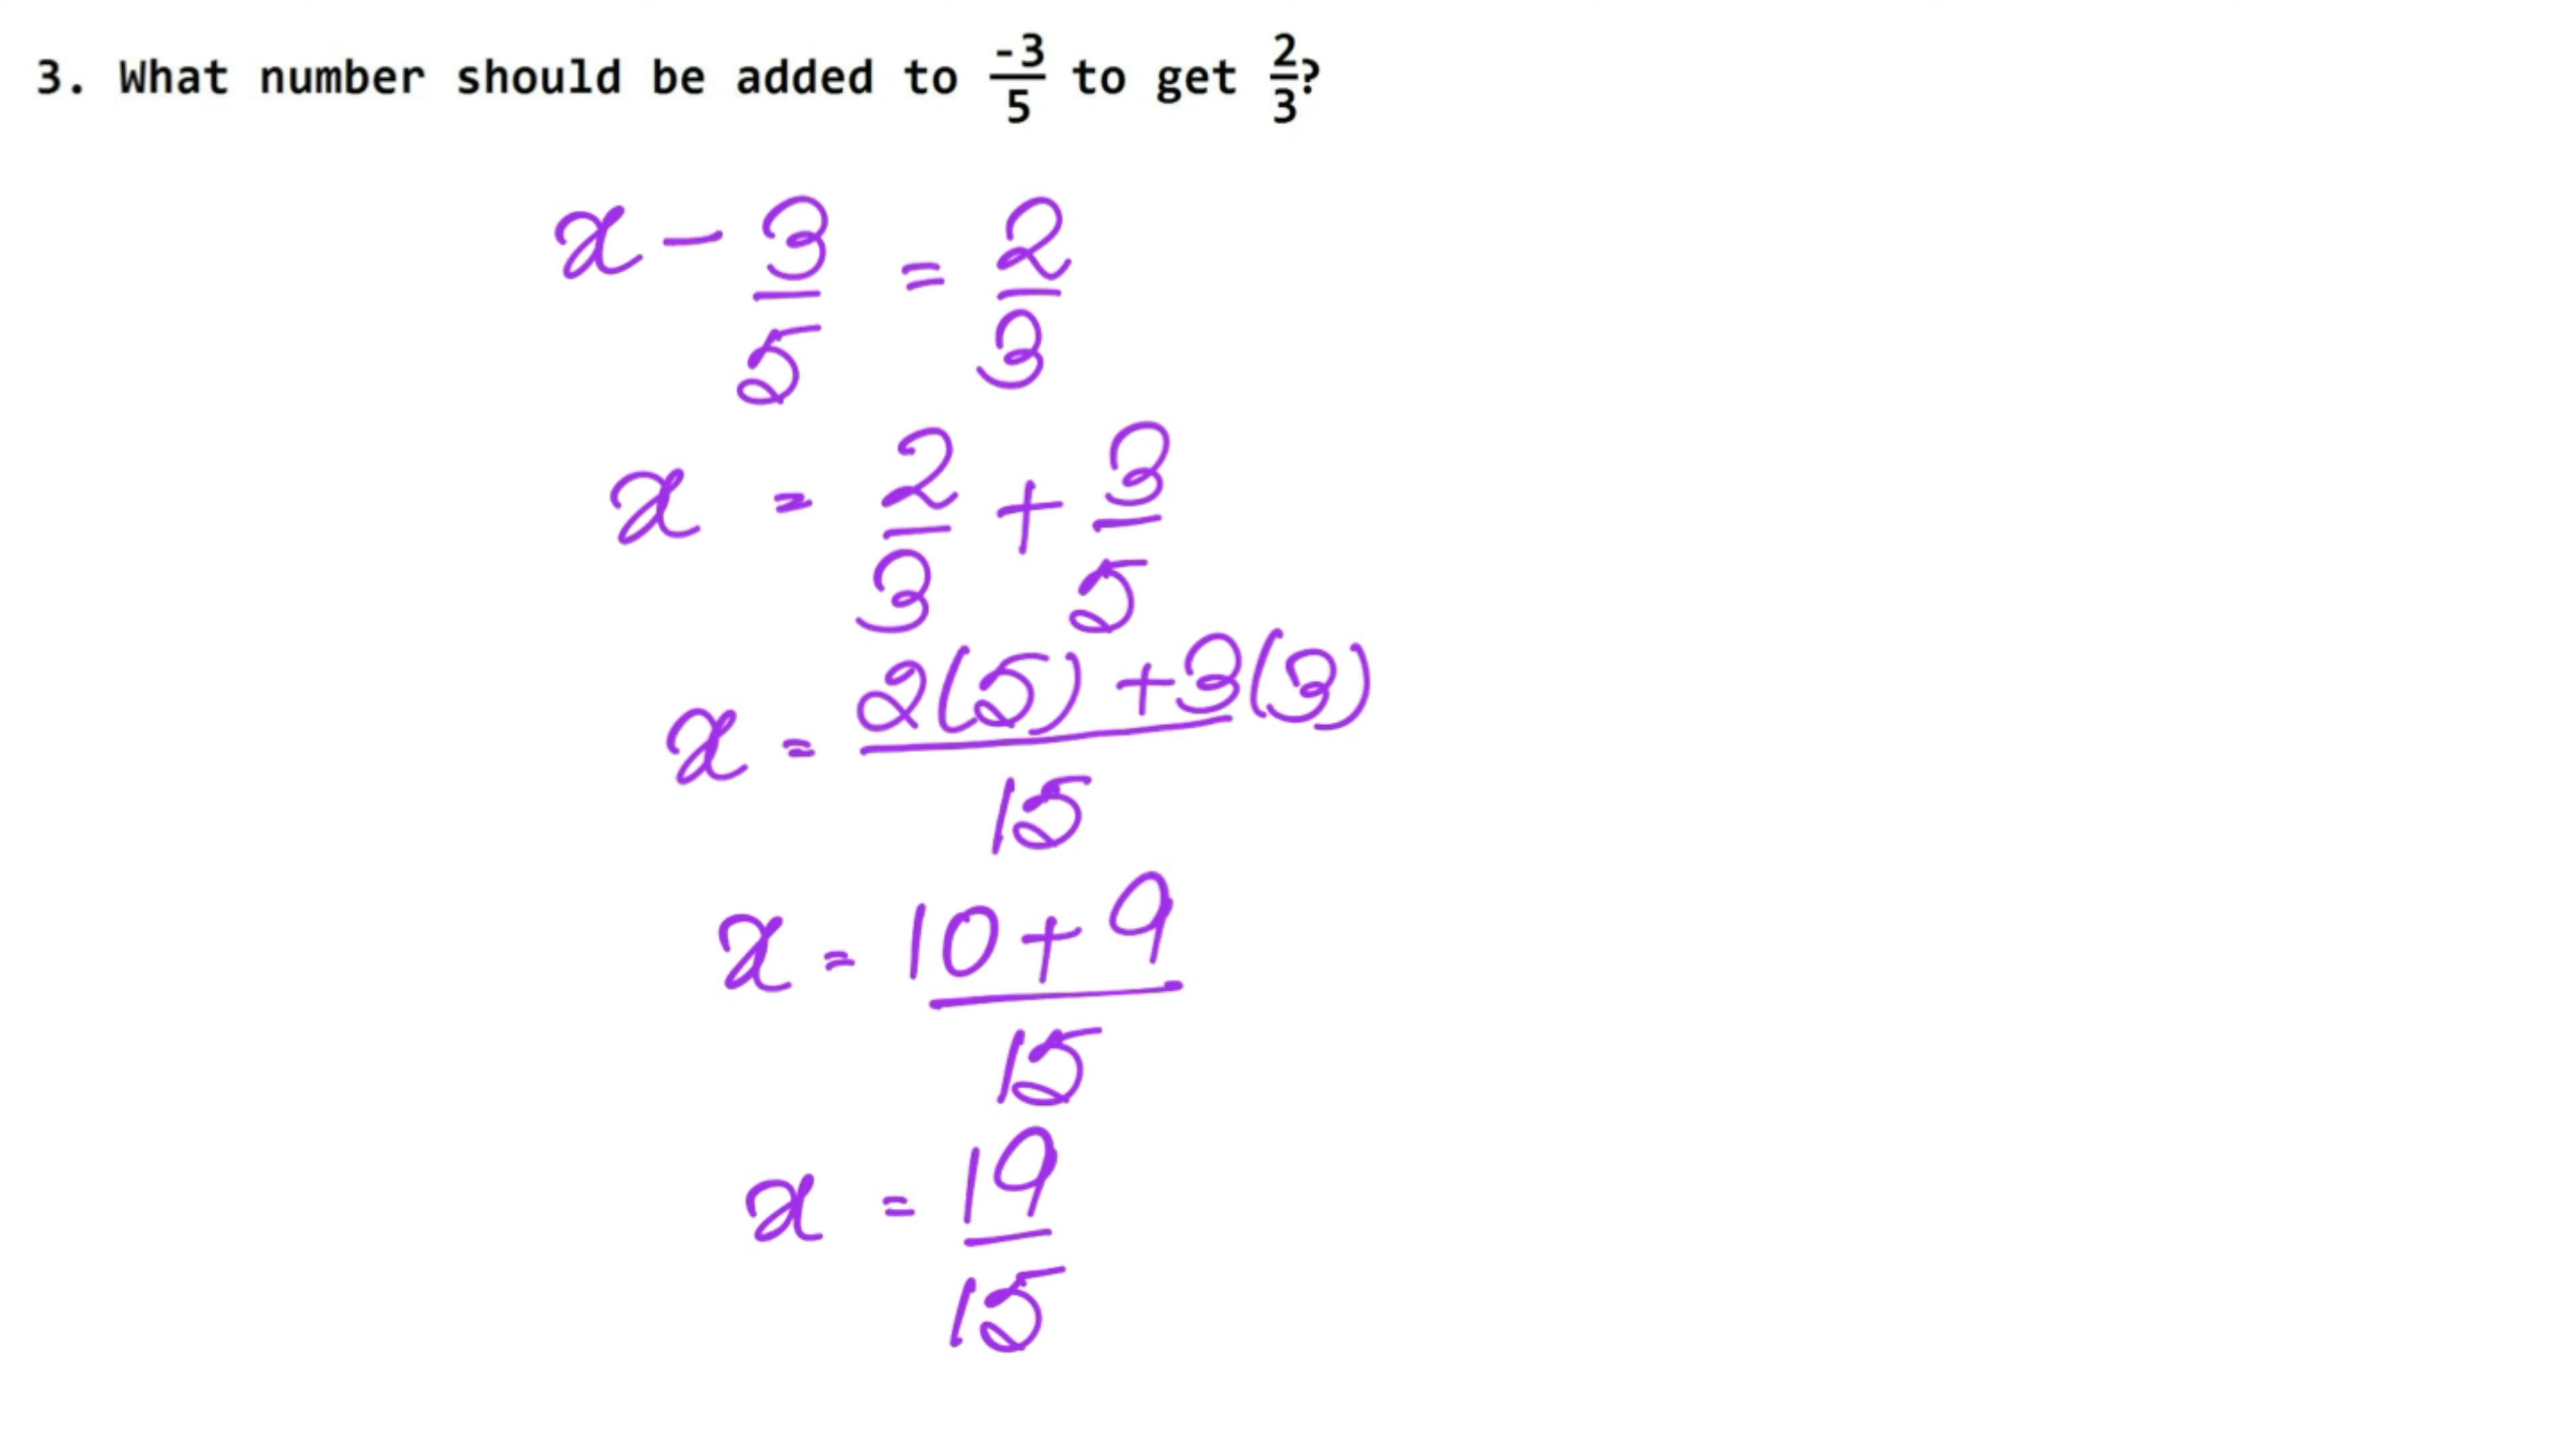 3. What number should be added to -3/5 to get 2/3?
x - 3/5 = 2/3
x = 2/3 + 3/5
x = 2(5) + 3(3)/15
x = 10 + 9/15
x = 19/15